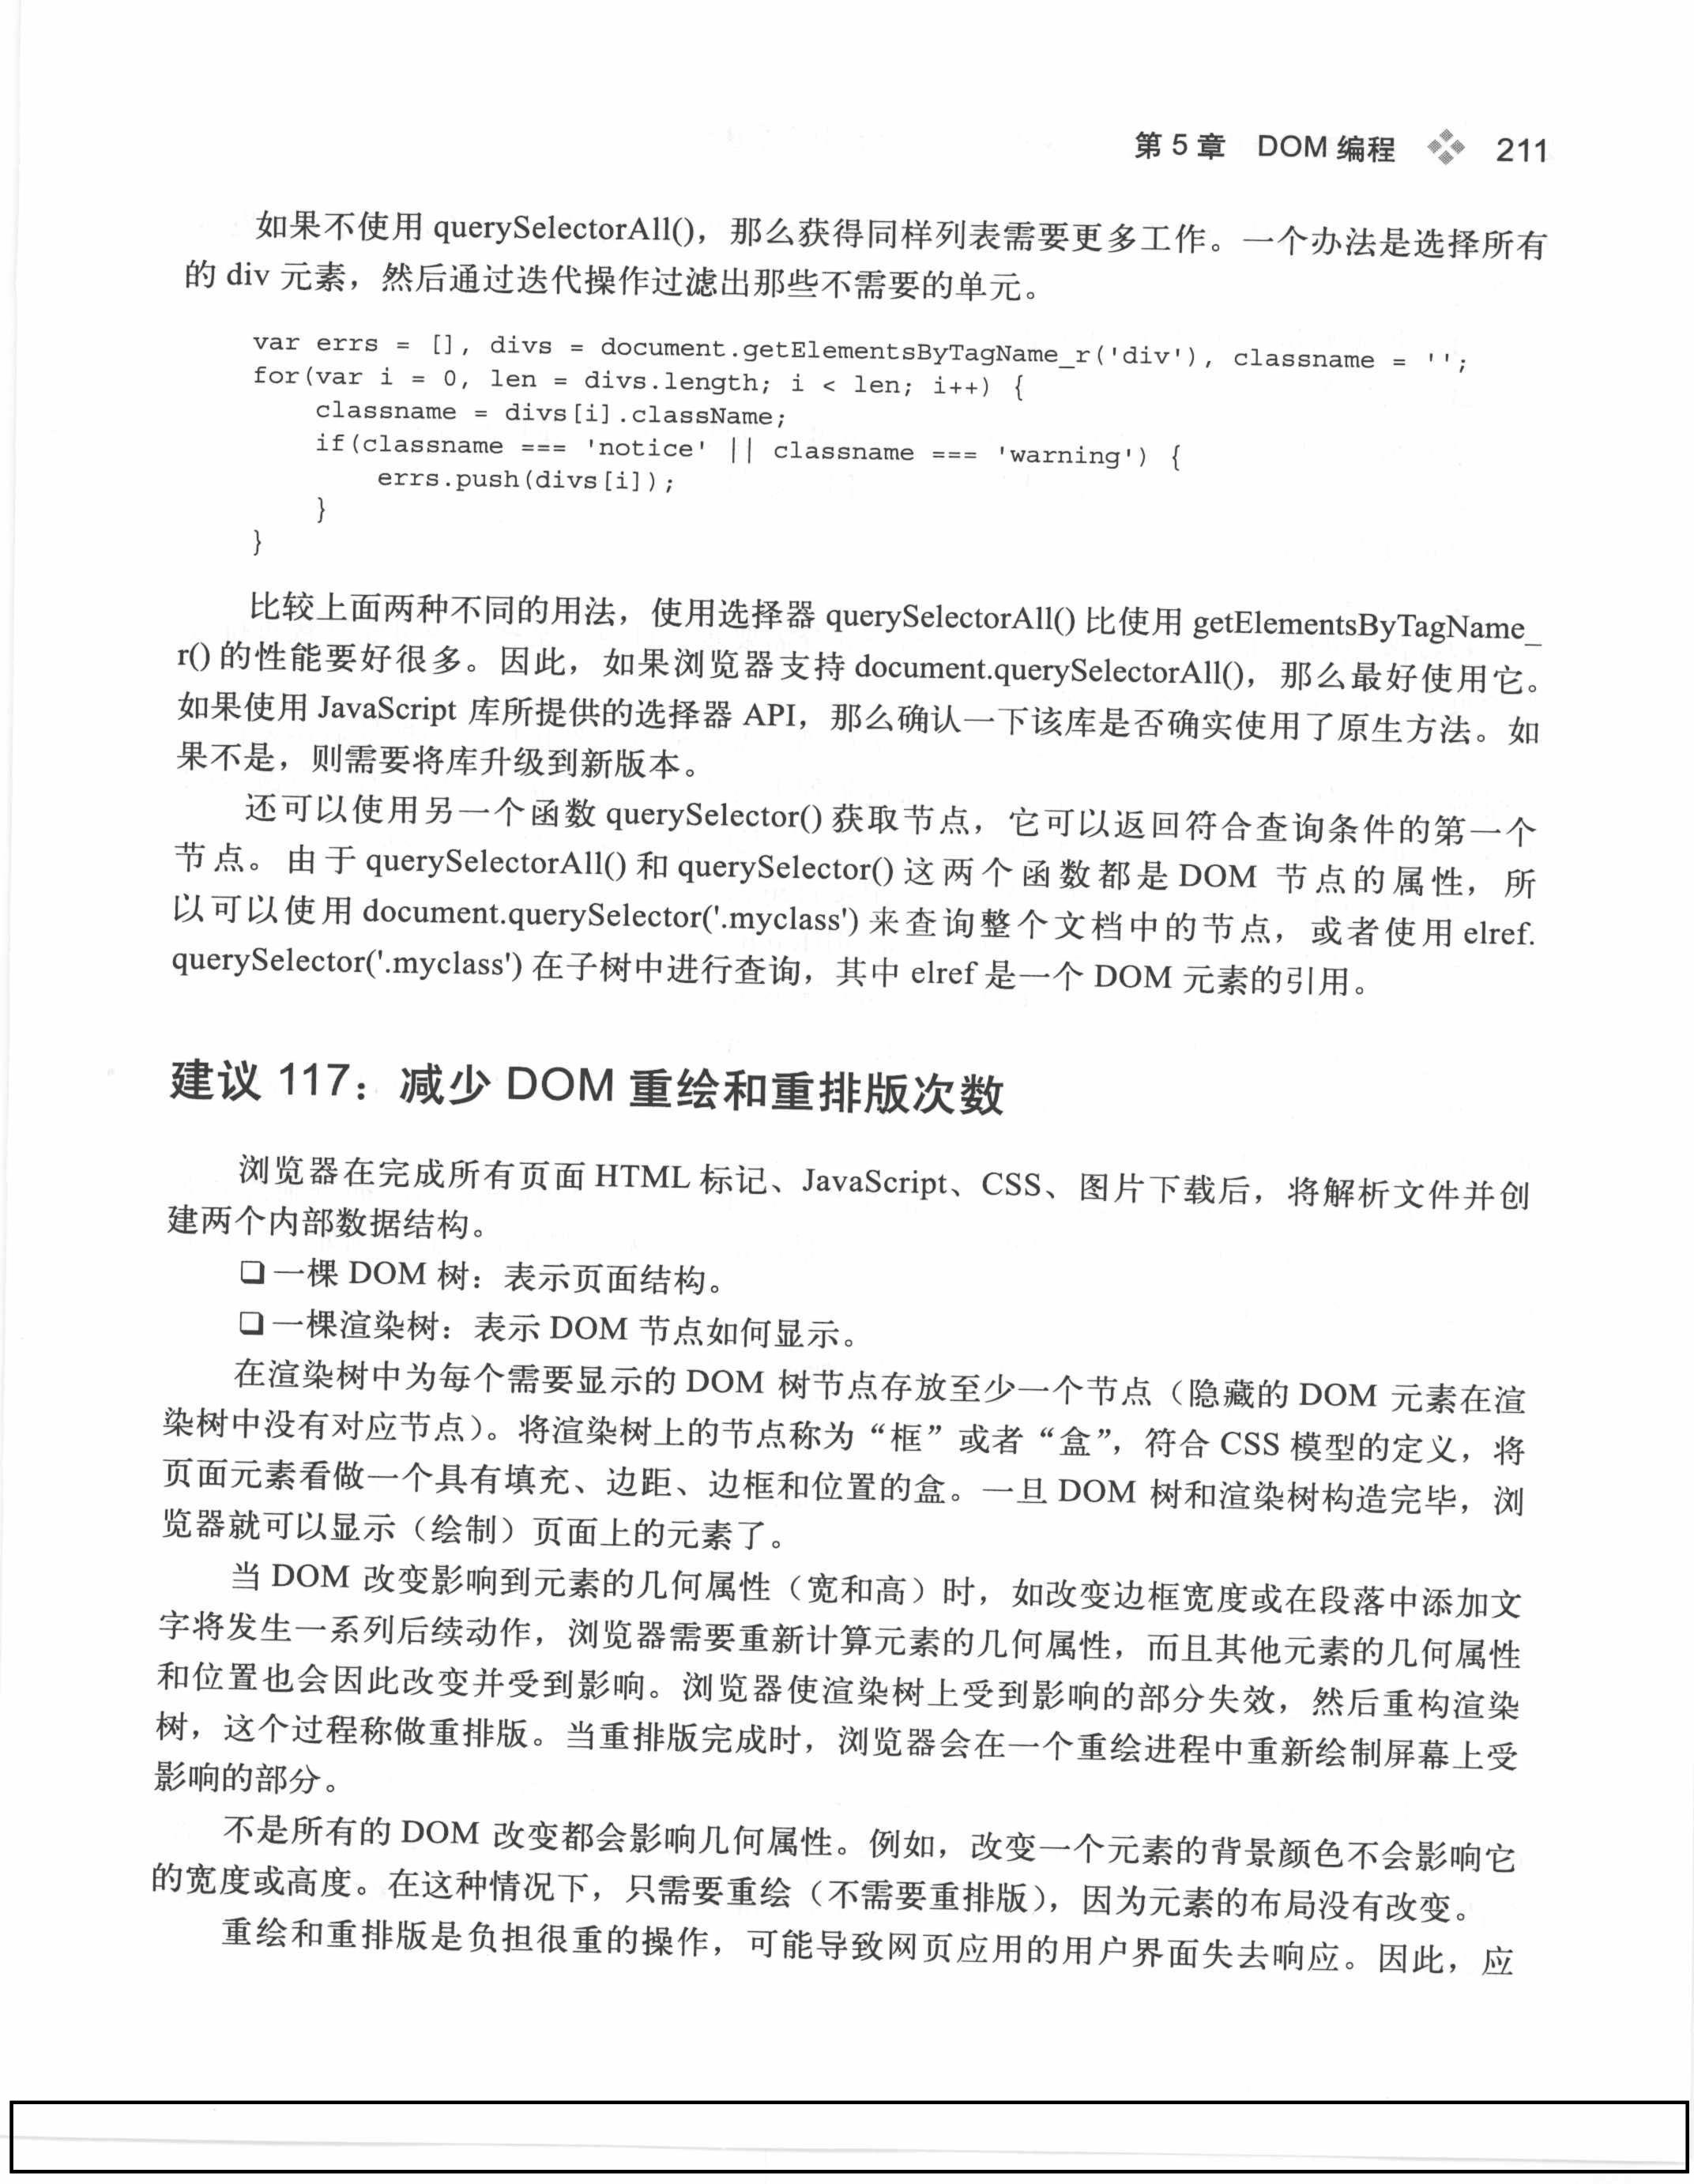 第 5 章　DOM 编程　211
如果不使用 querySelectorAll()，那么获得同样列表需要更多工作。一个办法是选择所有
的 div 元素，然后通过迭代操作过滤出那些不需要的单元。
var errs = [], divs = document.getElementsByTagName_r('div'), classname = '';
for(var i = 0, len = divs.length; i < len; i++) {
    classname = divs[i].className;
    if(classname === 'notice' || classname === 'warning') {
        errs.push(divs[i]);
    }
}
比较上面两种不同的用法，使用选择器 querySelectorAll() 比使用 getElementsByTagName_
r() 的性能要好很多。因此，如果浏览器支持 document.querySelectorAll()，那么最好使用它。
如果使用 JavaScript 库所提供的选择器 API，那么确认一下该库是否确实使用了原生方法。如
果不是，则需要将库升级到新版本。
还可以使用另一个函数 querySelector() 获取节点，它可以返回符合查询条件的第一个
节点。由于 querySelectorAll() 和 querySelector() 这两个函数都是 DOM 节点的属性，所
以可以使用 document.querySelector('.myclass') 来查询整个文档中的节点，或者使用 elref.
querySelector('.myclass') 在子树中进行查询，其中 elref 是一个 DOM 元素的引用。
建议 117：减少 DOM 重绘和重排版次数
浏览器在完成所有页面 HTML 标记、JavaScript、CSS、图片下载后，将解析文件并创
建两个内部数据结构。
❏ 一棵 DOM 树：表示页面结构。
❏ 一棵渲染树：表示 DOM 节点如何显示。
在渲染树中为每个需要显示的 DOM 树节点存放至少一个节点（隐藏的 DOM 元素在渲
染树中没有对应节点）。将渲染树上的节点称为“框”或者“盒”，符合 CSS 模型的定义，将
页面元素看做一个具有填充、边距、边框和位置的盒。一旦 DOM 树和渲染树构造完毕，浏
览器就可以显示（绘制）页面上的元素了。
当 DOM 改变影响到元素的几何属性（宽和高）时，如改变边框宽度或在段落中添加文
字将发生一系列后续动作，浏览器需要重新计算元素的几何属性，而且其他元素的几何属性
和位置也会因此改变并受到影响。浏览器使渲染树上受到影响的部分失效，然后重构渲染
树，这个过程称做重排版。当重排版完成时，浏览器会在一个重绘进程中重新绘制屏幕上受
影响的部分。
不是所有的 DOM 改变都会影响几何属性。例如，改变一个元素的背景颜色不会影响它
的宽度或高度。在这种情况下，只需要重绘（不需要重排版），因为元素的布局没有改变。
重绘和重排版是负担很重的操作，可能导致网页应用的用户界面失去响应。因此，应